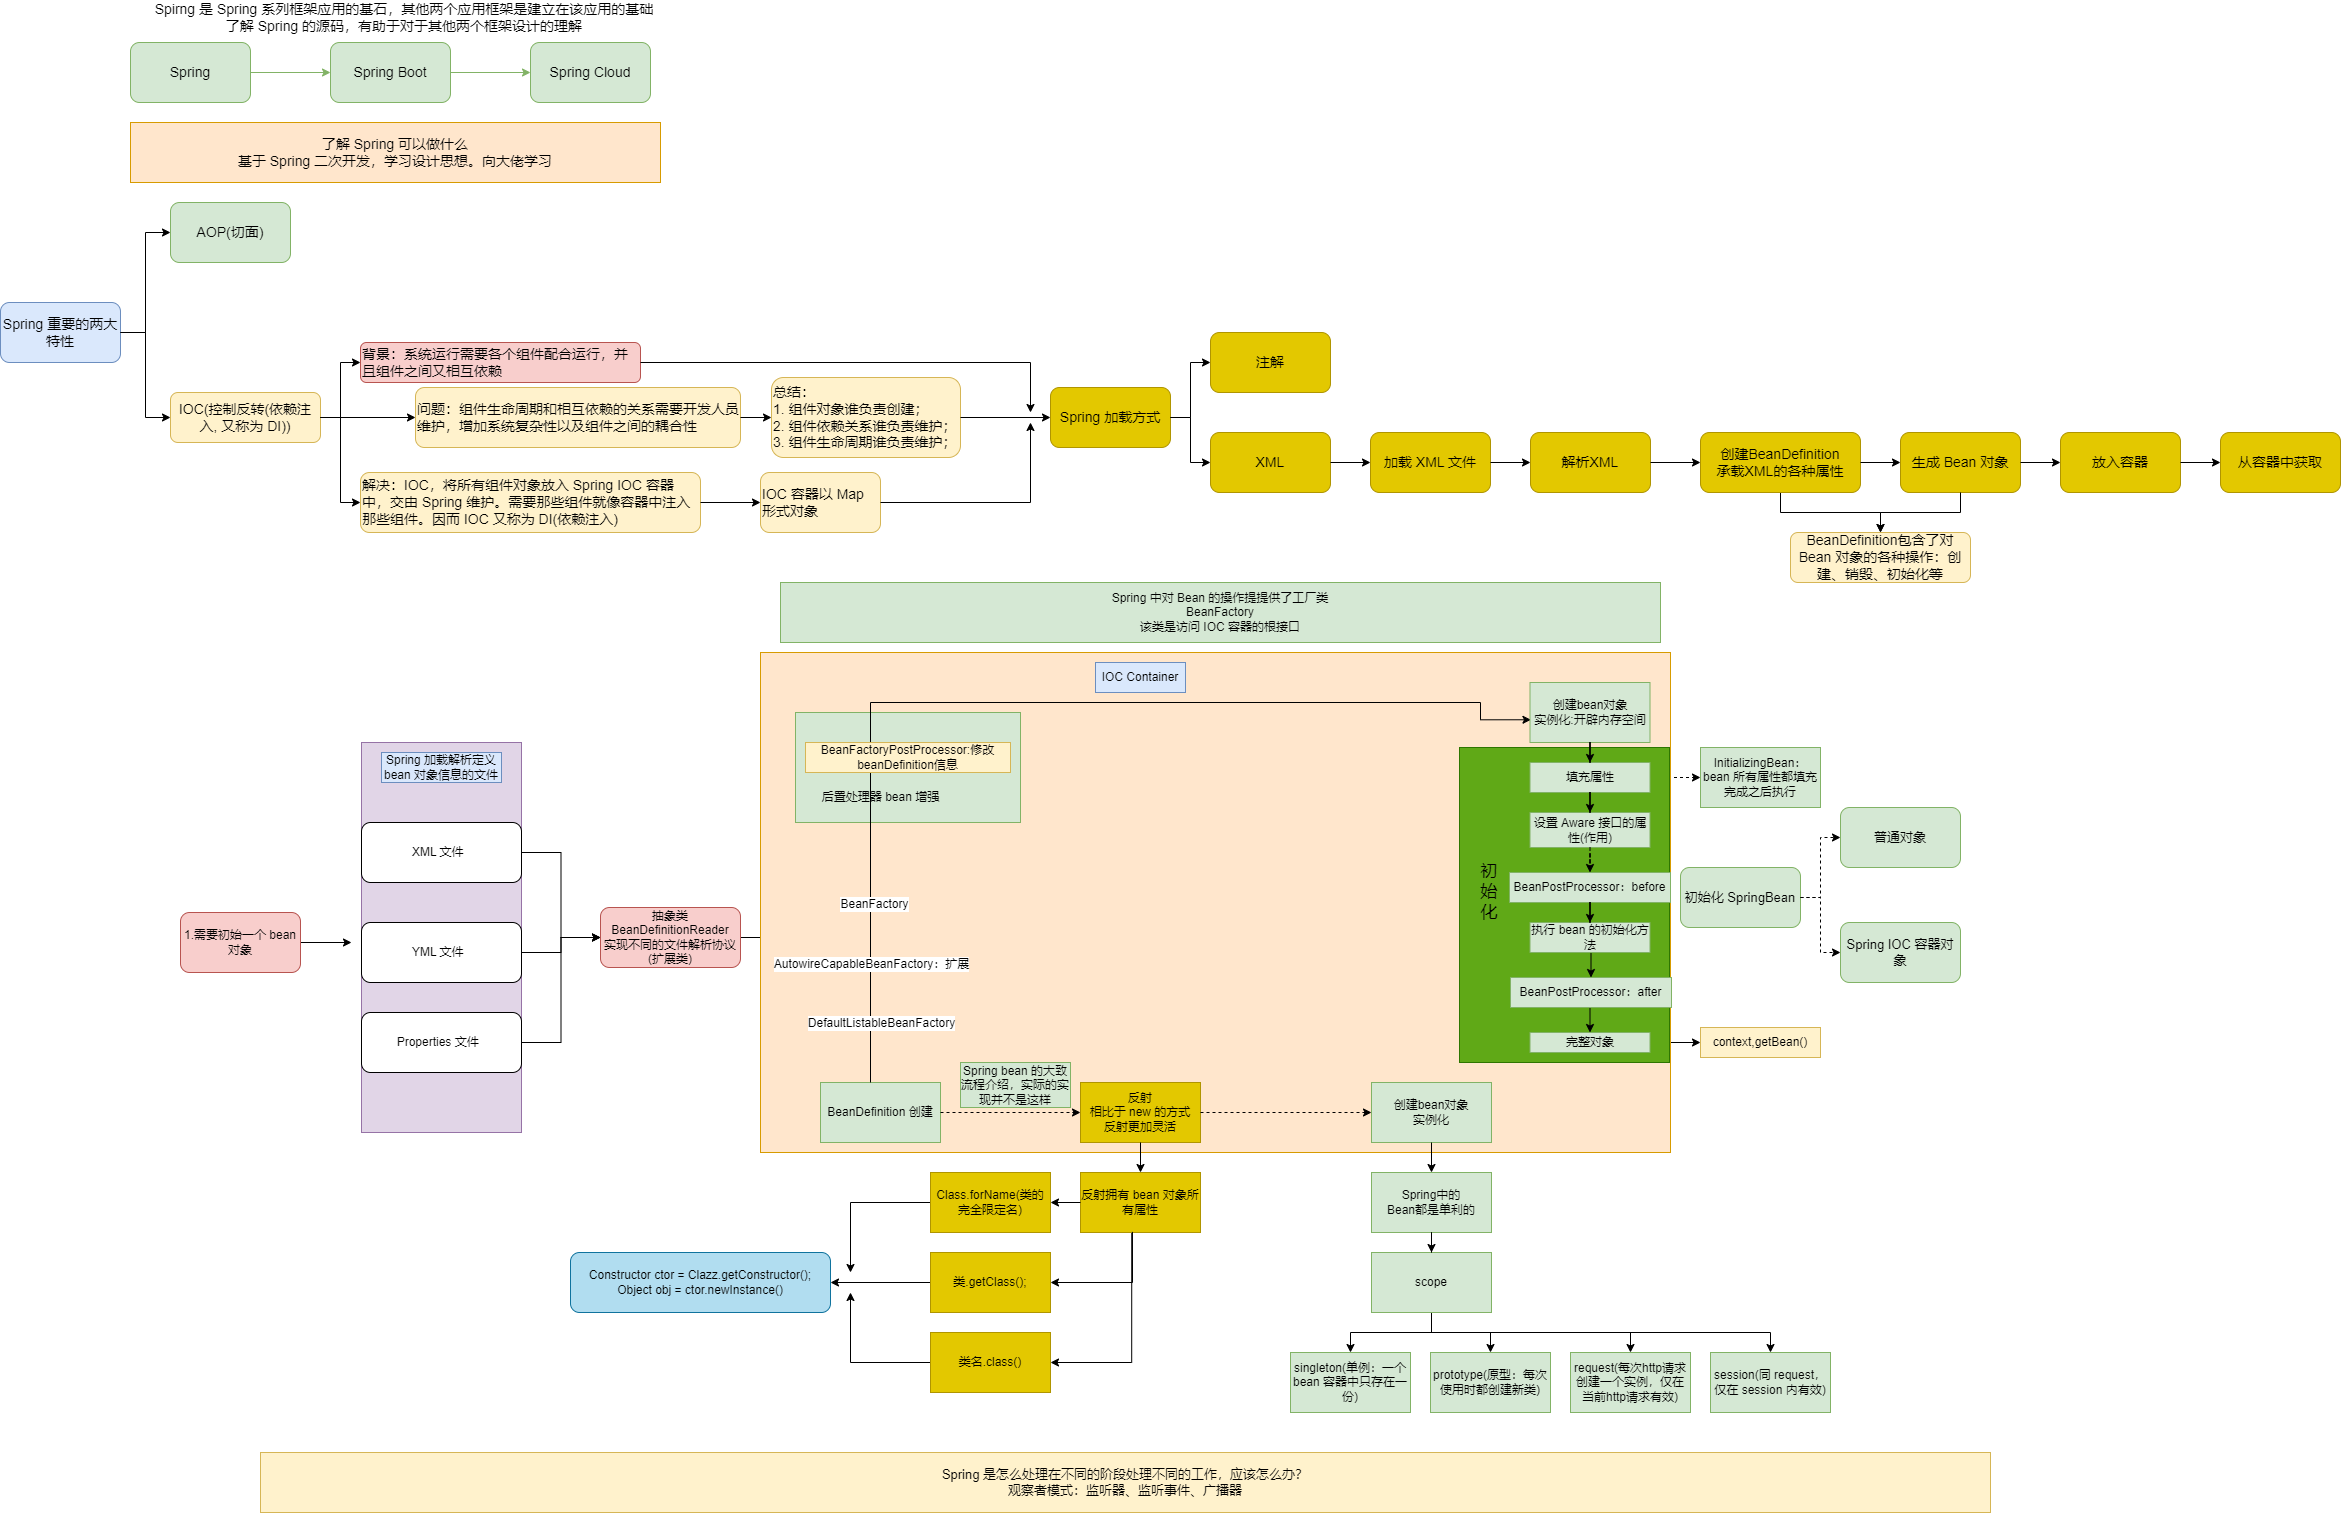 Spirng 是 Spring 系列框架应用的基石，其他两个应用框架是建立在该应用的基础
了解 Spring 的源码，有助于对于其他两个框架设计的理解
Spring
Spring Boot
Spring Cloud
了解 Spring 可以做什么
基于 Spring 二次开发，学习设计思想。向大佬学习
AOP(切面)
Spring 重要的两大
特性
IOC(控制反转(依赖注
入, 又称为 DI))
背景：系统运行需要各个组件配合运行，并
且组件之间又相互依赖
问题：组件生命周期和相互依赖的关系需要开发人员
维护，增加系统复杂性以及组件之间的耦合性
总结：
1. 组件对象谁负责创建；
2. 组件依赖关系谁负责维护；
3. 组件生命周期谁负责维护；
解决：IOC，将所有组件对象放入 Spring IOC 容器
中，交由 Spring 维护。需要那些组件就像容器中注入
那些组件。因而 IOC 又称为 DI(依赖注入)
IOC 容器以 Map
形式对象
Spring 加载方式
注解
XML
加载 XML 文件
解析XML
创建BeanDefinition
承载XML的各种属性
生成 Bean 对象
放入容器
从容器中获取
BeanDefinition包含了对
Bean 对象的各种操作：创
建、销毁、初始化等
Spring 中对 Bean 的操作提提供了工厂类
BeanFactory
该类是访问 IOC 容器的根接口
IOC Container
1.需要初始一个 bean
对象
Spring 加载解析定义
bean 对象信息的文件
XML 文件
YML 文件
Properties 文件
抽象类
BeanDefinitionReader
实现不同的文件解析协议
(扩展类)
BeanFactoryPostProcessor:修改
beanDefinition信息
后置处理器 bean 增强
BeanFactory
AutowireCapableBeanFactory：扩展
DefaultListableBeanFactory
BeanDefinition 创建
Spring bean 的大致
流程介绍，实际的实
现并不是这样
反射
相比于 new 的方式
反射更加灵活
创建bean对象
实例化
创建bean对象
实例化:开辟内存空间
初
始
化
填充属性
设置 Aware 接口的属
性(作用)
BeanPostProcessor：before
执行 bean 的初始化方
法
BeanPostProcessor：after
完整对象
InitializingBean：
bean 所有属性都填充
完成之后执行
初始化 SpringBean
普通对象
Spring IOC 容器对
象
context,getBean()
反射拥有 bean 对象所
有属性
Class.forName(类的
完全限定名)
类.getClass();
类名.class()
Constructor ctor = Clazz.getConstructor();
Object obj = ctor.newInstance()
Spring中的
Bean都是单利的
scope
singleton(单例：一个
bean 容器中只存在一
份)
prototype(原型：每次
使用时都创建新类)
request(每次http请求
创建一个实例，仅在
当前http请求有效)
session(同 request，
仅在 session 内有效)
Spring 是怎么处理在不同的阶段处理不同的工作，应该怎么办?
观察者模式：监听器、监听事件、广播器